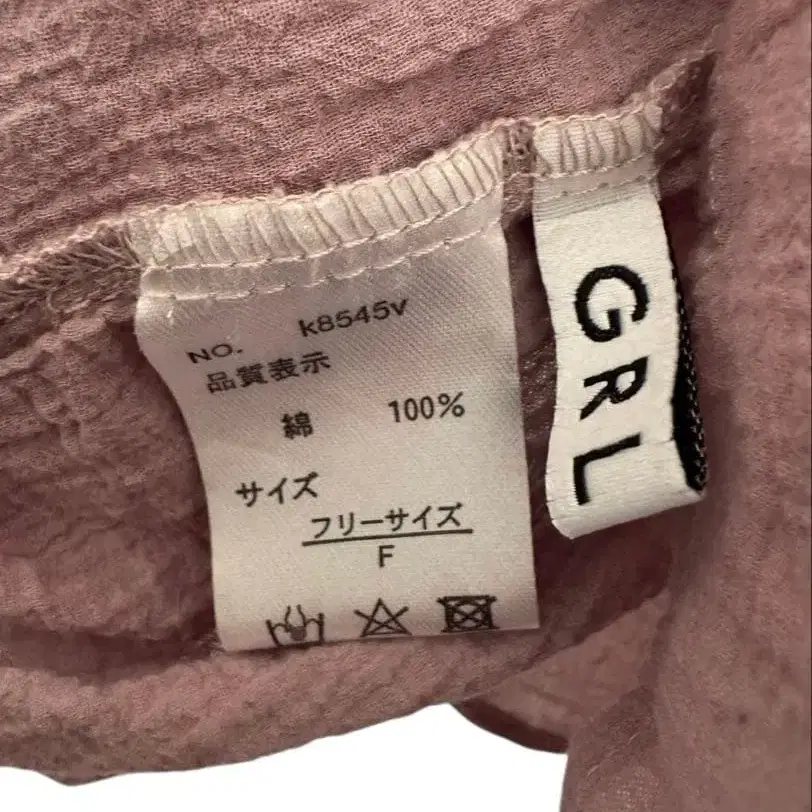 NO. k8545v
品質表示
綿 100%
サイズ
フリーサイズ
F
GRL